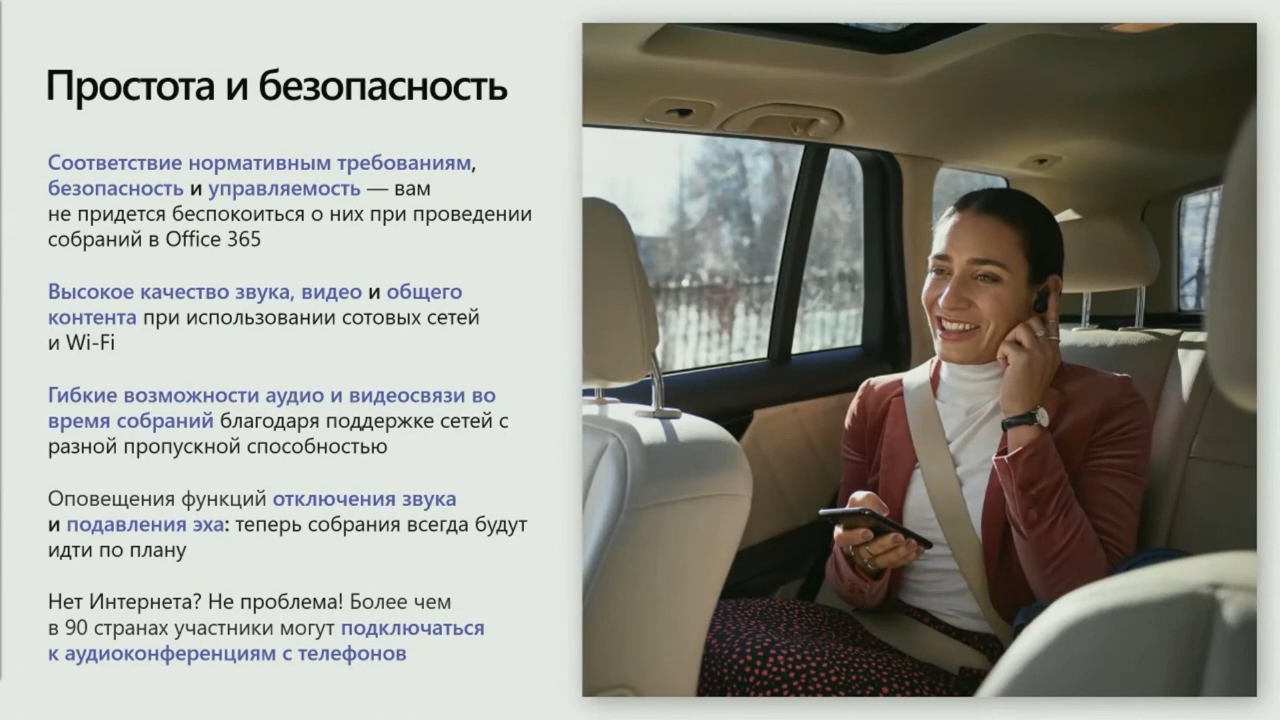 Простота и безопасность
Соответствие нормативным требованиям,
безопасность и управляемость — вам
не придется беспокоиться о них при проведении
собраний в Office 365
Высокое качество звука, видео и общего
контента при использовании сотовых сетей
и Wi-Fi
Гибкие возможности аудио и видеосвязи во
время собраний благодаря поддержке сетей с
разной пропускной способностью
Оповещения функций отключения звука
и подавления эха: теперь собрания всегда будут
идти по плану
Нет Интернета? Не проблема! Более чем
в 90 странах участники могут подключаться
к аудиоконференциям с телефонов